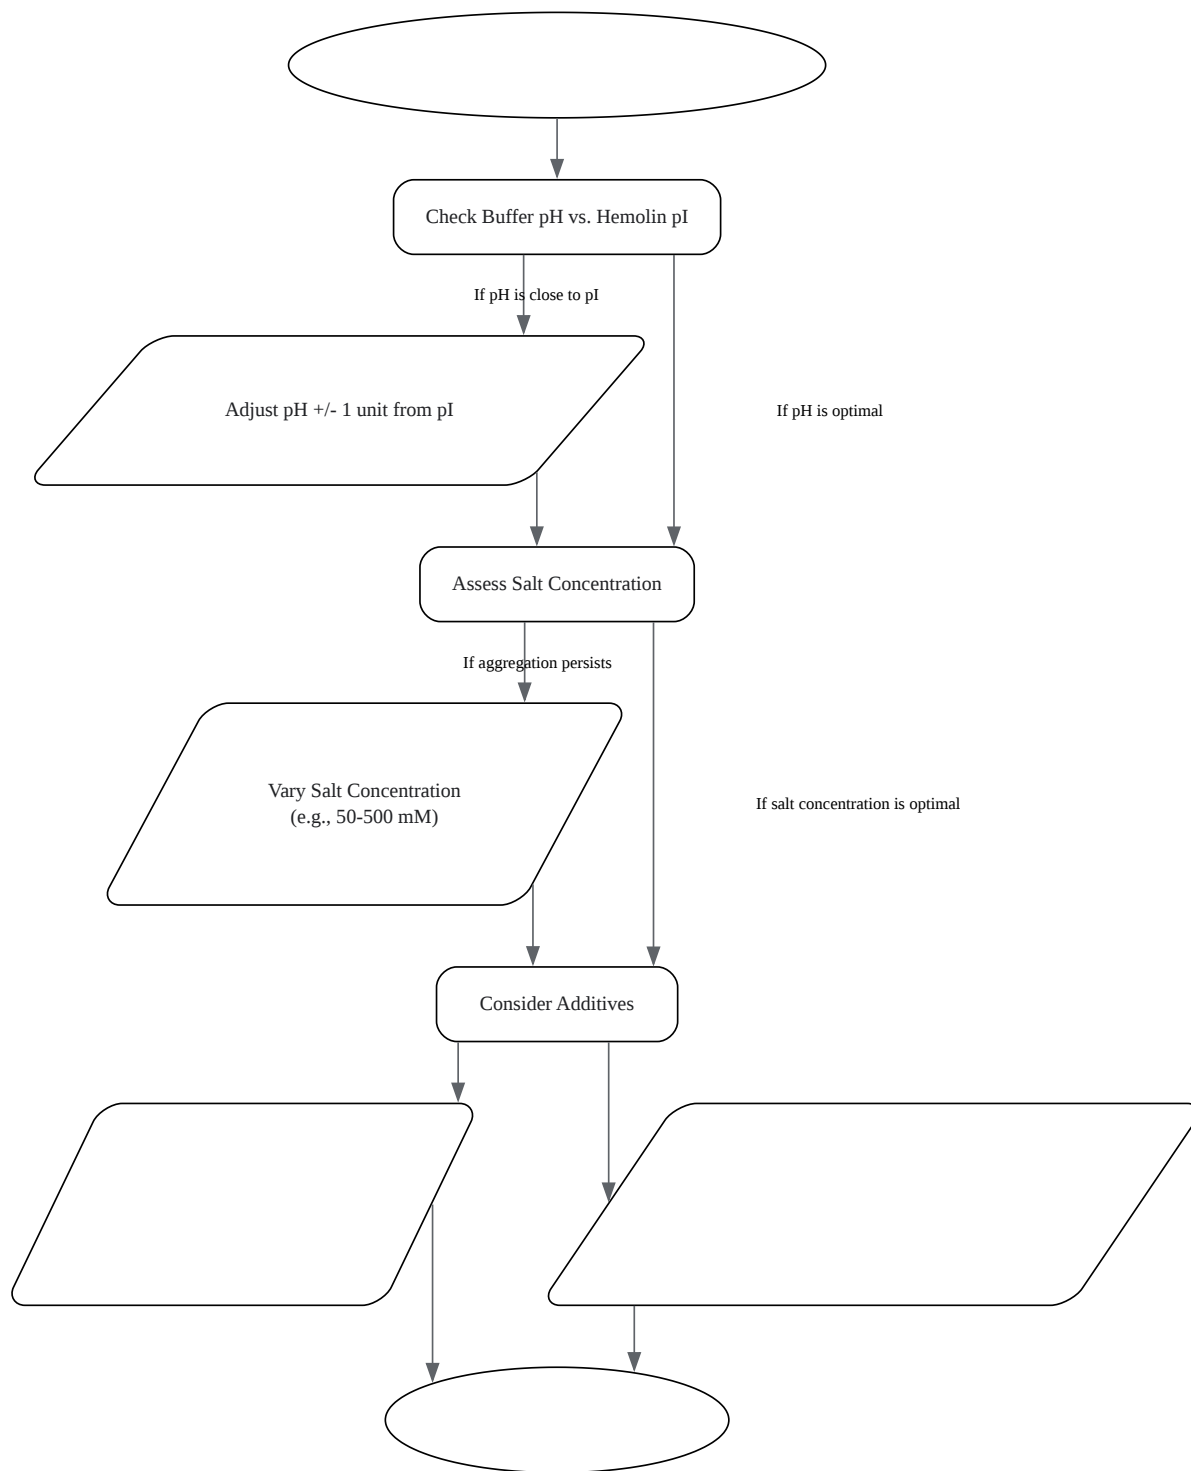 Check Buffer pH vs. Hemolin pI
If pH is close to pI
Adjust pH +/- 1 unit from pI
If pH is optimal
Assess Salt Concentration
If aggregation persists
Vary Salt Concentration
(e.g., 50-500 mM)
If salt concentration is optimal
Consider Additives